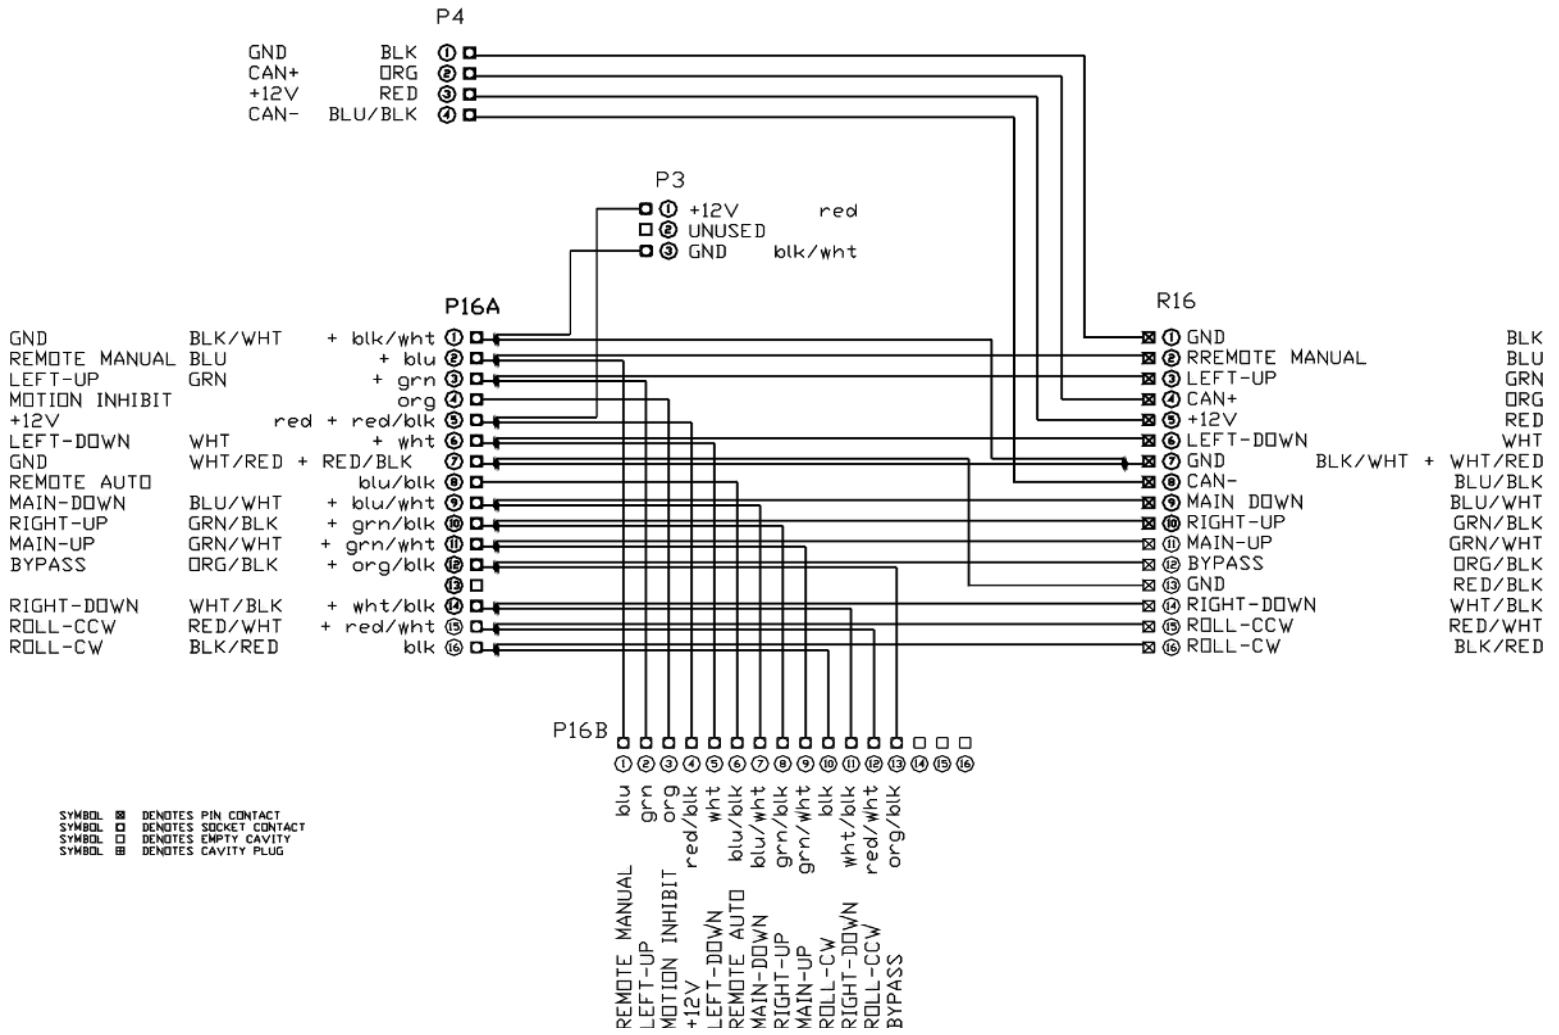 P4
GND BLK 1
CAN+ ORG 2
+12V RED 3
CAN- BLU/BLK 4
P3
1 +12V red
2 UNUSED
3 GND blk/wht
P16A
GND BLK/WHT + blk/wht 1
REMOTE MANUAL BLU + blu 2
LEFT-UP GRN + grn 3
MOTION INHIBIT org 4
+12V red + red/blk 5
LEFT-DOWN WHT + wht 6
GND WHT/RED + RED/BLK 7
REMOTE AUTO blu/blk 8
MAIN-DOWN BLU/WHT + blu/wht 9
RIGHT-UP GRN/BLK + grn/blk 10
MAIN-UP GRN/WHT + grn/wht 11
BYPASS ORG/BLK + org/blk 12
13
RIGHT-DOWN WHT/BLK + wht/blk 14
ROLL-CCW RED/WHT + red/wht 15
ROLL-CW BLK/RED blk 16
R16
1 GND BLK
2 RREMOTE MANUAL BLU
3 LEFT-UP GRN
4 CAN+ ORG
5 +12V RED
6 LEFT-DOWN WHT
7 GND BLK/WHT + WHT/RED
8 CAN- BLU/BLK
9 MAIN DOWN BLU/WHT
10 RIGHT-UP GRN/BLK
11 MAIN-UP GRN/WHT
12 BYPASS ORG/BLK
13 GND RED/BLK
14 RIGHT-DOWN WHT/BLK
15 ROLL-CCW RED/WHT
16 ROLL-CW BLK/RED
P16B
1 2 3 4 5 6 7 8 9 10 11 12 13 14 15 16
blu
grn
org
red/blk
wht
blu/blk
blu/wht
grn/blk
grn/wht
blk
wht/blk
red/wht
org/blk
REMOTE MANUAL
LEFT-UP
MOTION INHIBIT
+12V
LEFT-DOWN
REMOTE AUTO
MAIN-DOWN
RIGHT-UP
MAIN-UP
ROLL-CW
RIGHT-DOWN
ROLL-CCW
BYPASS
SYMBOL DENOTES PIN CONTACT
SYMBOL DENOTES SOCKET CONTACT
SYMBOL DENOTES EMPTY CAVITY
SYMBOL DENOTES CAVITY PLUG